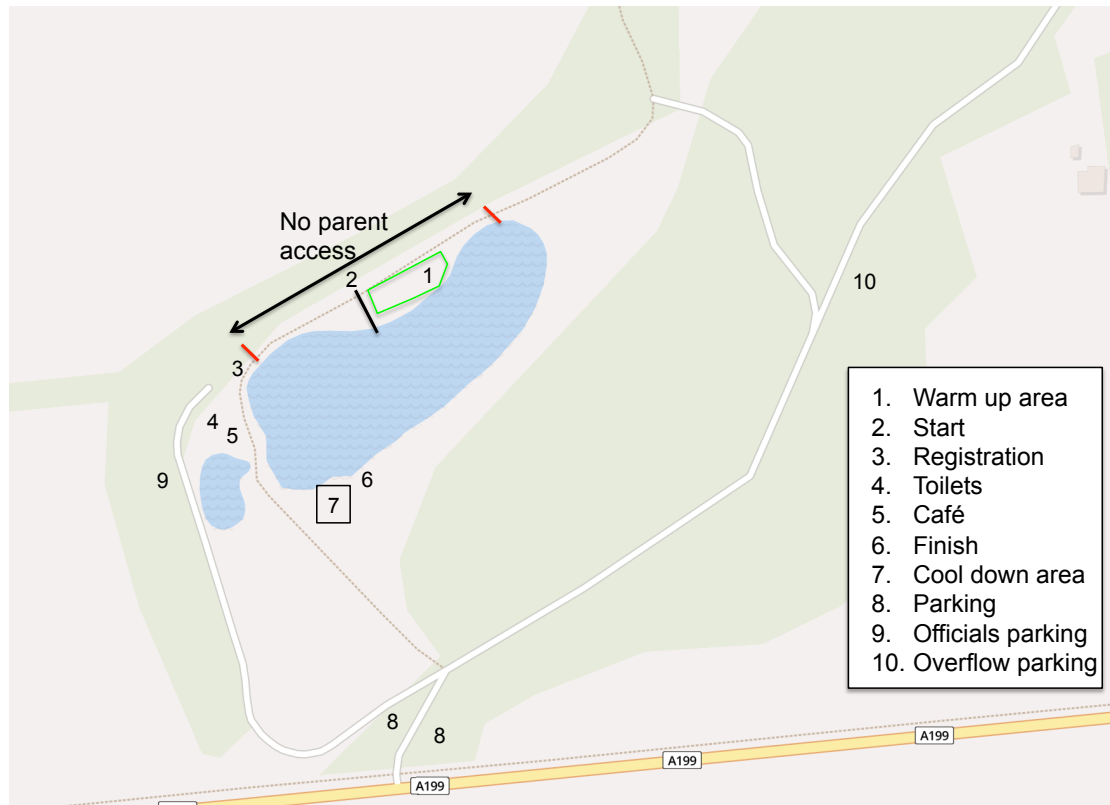 No parent
access
1
2
3
4
5
6
7
8
8
9
10
1. Warm up area
2. Start
3. Registration
4. Toilets
5. Café
6. Finish
7. Cool down area
8. Parking
9. Officials parking
10. Overflow parking
A199
A199
A199
A199